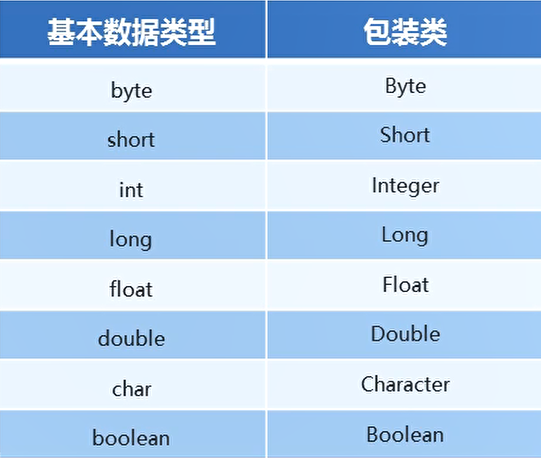 基本数据类型 包装类
byte Byte
short Short
int Integer
long Long
float Float
double Double
char Character
boolean Boolean